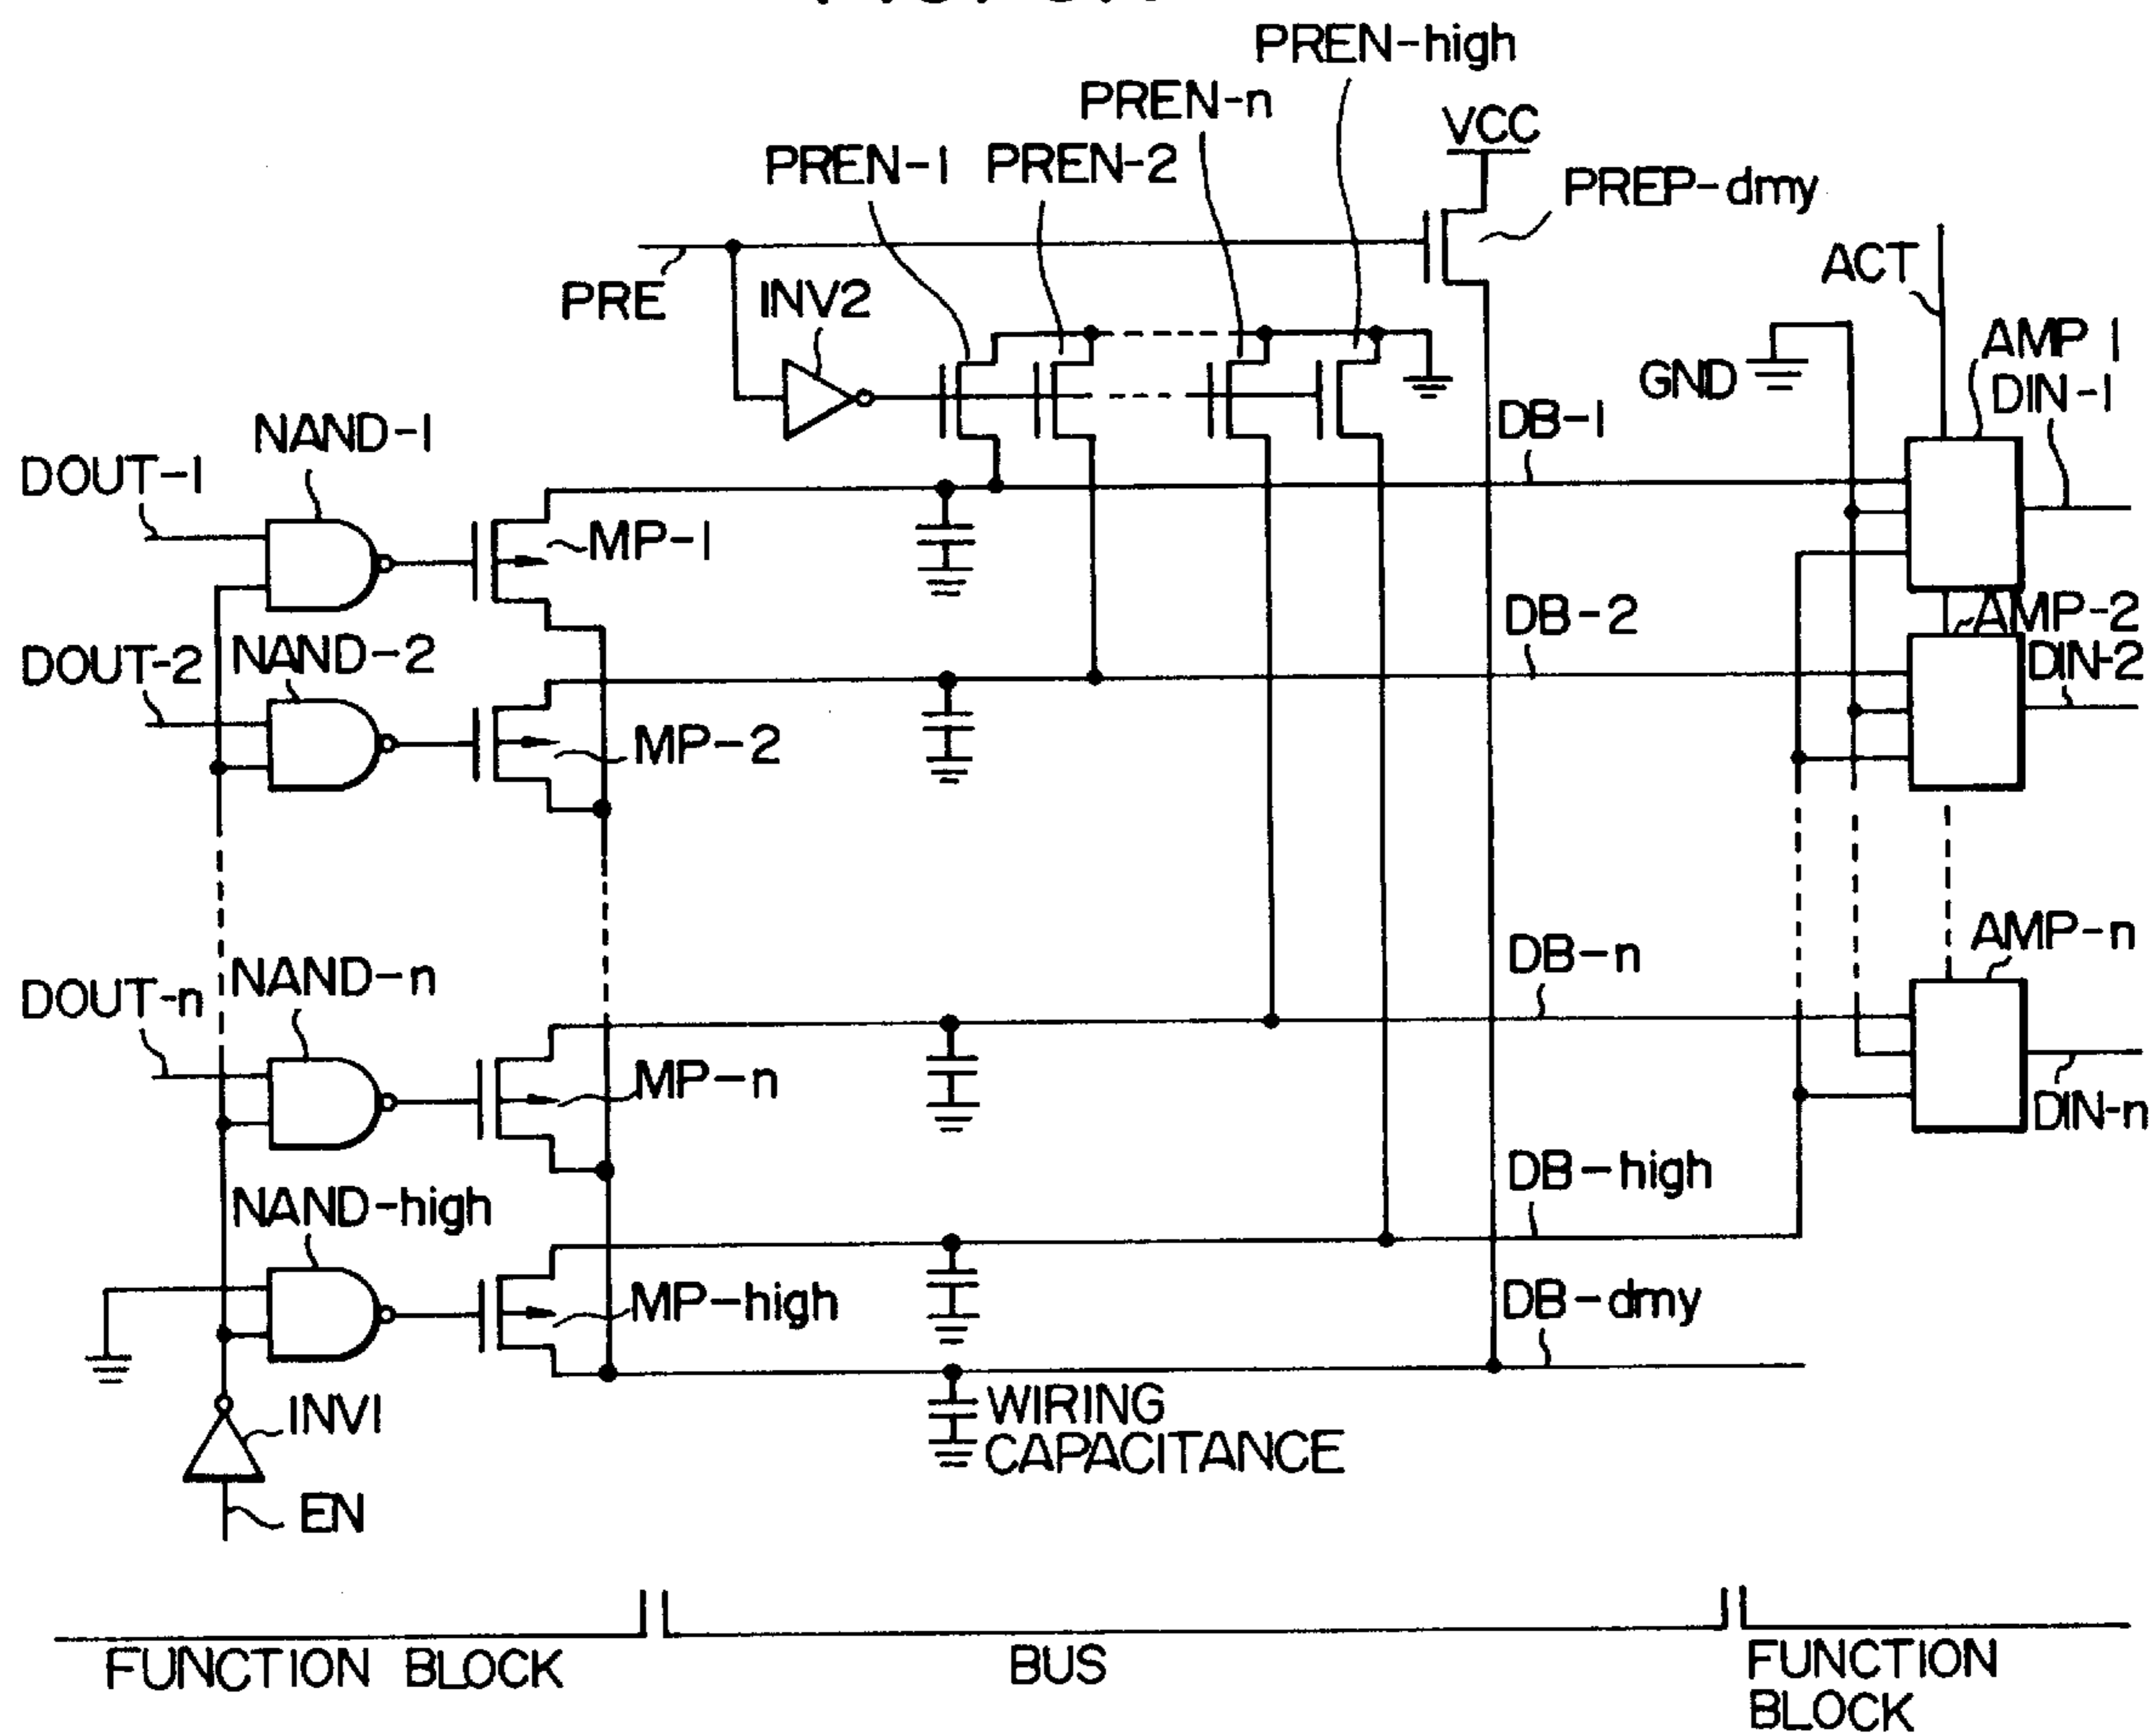 PREN-high
PREN-n
VCC
PREN-1
PREN-2
PREP-dmy
ACT
PRE
INV2
AMP 1
GND
DIN-1
DB-1
NAND-1
DOUT-1
MP-1
DB-2
AMP-2
NAND-2
DOUT-2
DIN-2
MP-2
AMP-n
DB-n
NAND-n
DOUT-n
MP-n
DIN-n
DB-high
NAND-high
MP-high
DB-dmy
WIRING
CAPACITANCE
INV1
EN
FUNCTION BLOCK
BUS
FUNCTION
BLOCK